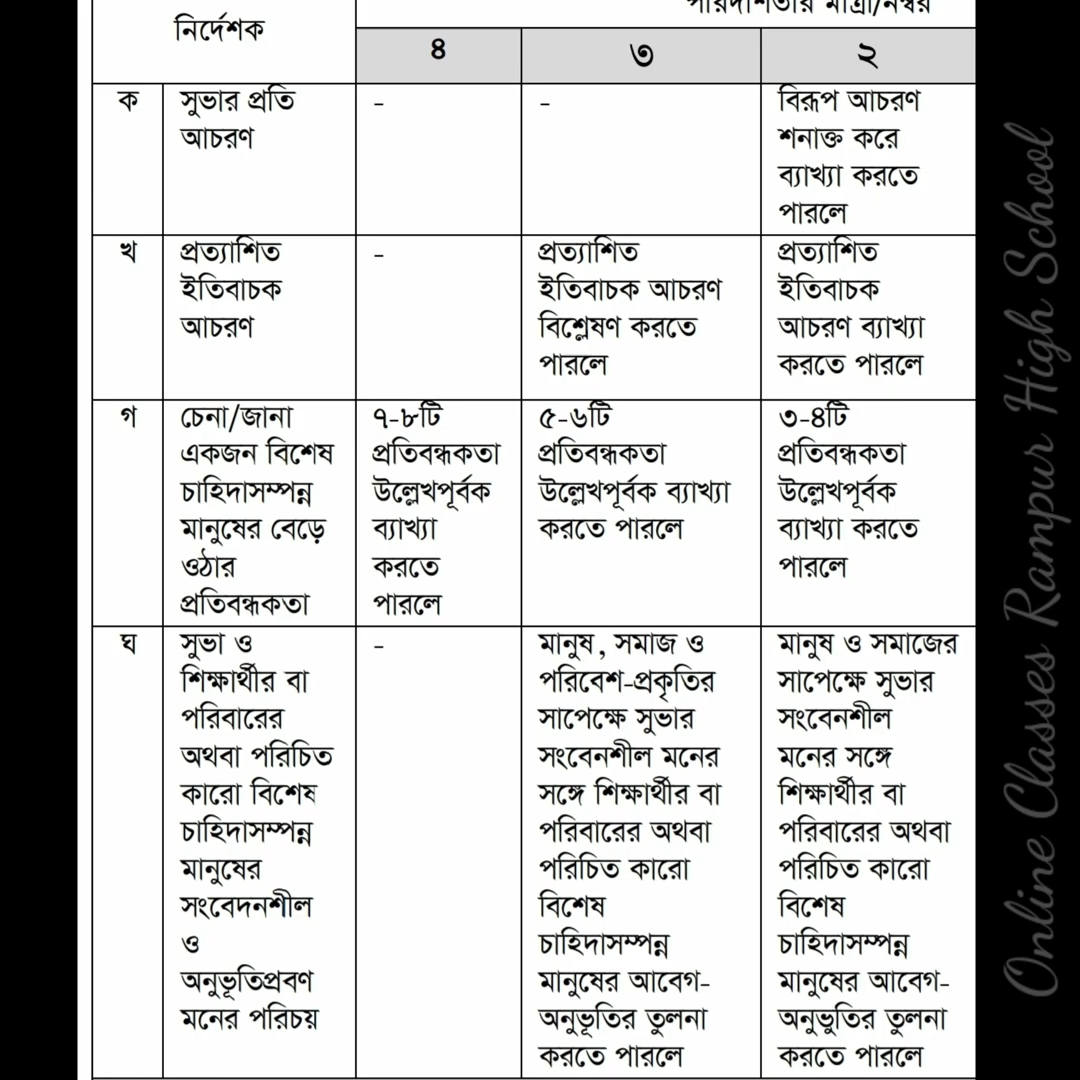 পারদর্শিতার মাত্রা/নম্বর
নির্দেশক
৪
৩
২
ক
সুভার প্রতি
আচরণ
-
-
বিরূপ আচরণ
শনাক্ত করে
ব্যাখ্যা করতে
পারলে
খ
প্রত্যাশিত
ইতিবাচক
আচরণ
-
প্রত্যাশিত
ইতিবাচক আচরণ
বিশ্লেষণ করতে
পারলে
প্রত্যাশিত
ইতিবাচক
আচরণ ব্যাখ্যা
করতে পারলে
গ
চেনা/জানা
একজন বিশেষ
চাহিদাসম্পন্ন
মানুষের বেড়ে
ওঠার
প্রতিবন্ধকতা
৭-৮টি
প্রতিবন্ধকতা
উল্লেখপূর্বক
ব্যাখ্যা
করতে
পারলে
৫-৬টি
প্রতিবন্ধকতা
উল্লেখপূর্বক ব্যাখ্যা
করতে পারলে
৩-৪টি
প্রতিবন্ধকতা
উল্লেখপূর্বক
ব্যাখ্যা করতে
পারলে
ঘ
সুভা ও
শিক্ষার্থীর বা
পরিবারের
অথবা পরিচিত
কারো বিশেষ
চাহিদাসম্পন্ন
মানুষের
সংবেদনশীল
ও
অনুভূতিপ্রবণ
মনের পরিচয়
-
মানুষ, সমাজ ও
পরিবেশ-প্রকৃতির
সাপেক্ষে সুভার
সংবেনশীল মনের
সঙ্গে শিক্ষার্থীর বা
পরিবারের অথবা
পরিচিত কারো
বিশেষ
চাহিদাসম্পন্ন
মানুষের আবেগ-
অনুভূতির তুলনা
করতে পারলে
মানুষ ও সমাজের
সাপেক্ষে সুভার
সংবেনশীল
মনের সঙ্গে
শিক্ষার্থীর বা
পরিবারের অথবা
পরিচিত কারো
বিশেষ
চাহিদাসম্পন্ন
মানুষের আবেগ-
অনুভুতির তুলনা
করতে পারলে
Online Classes Rampur High School